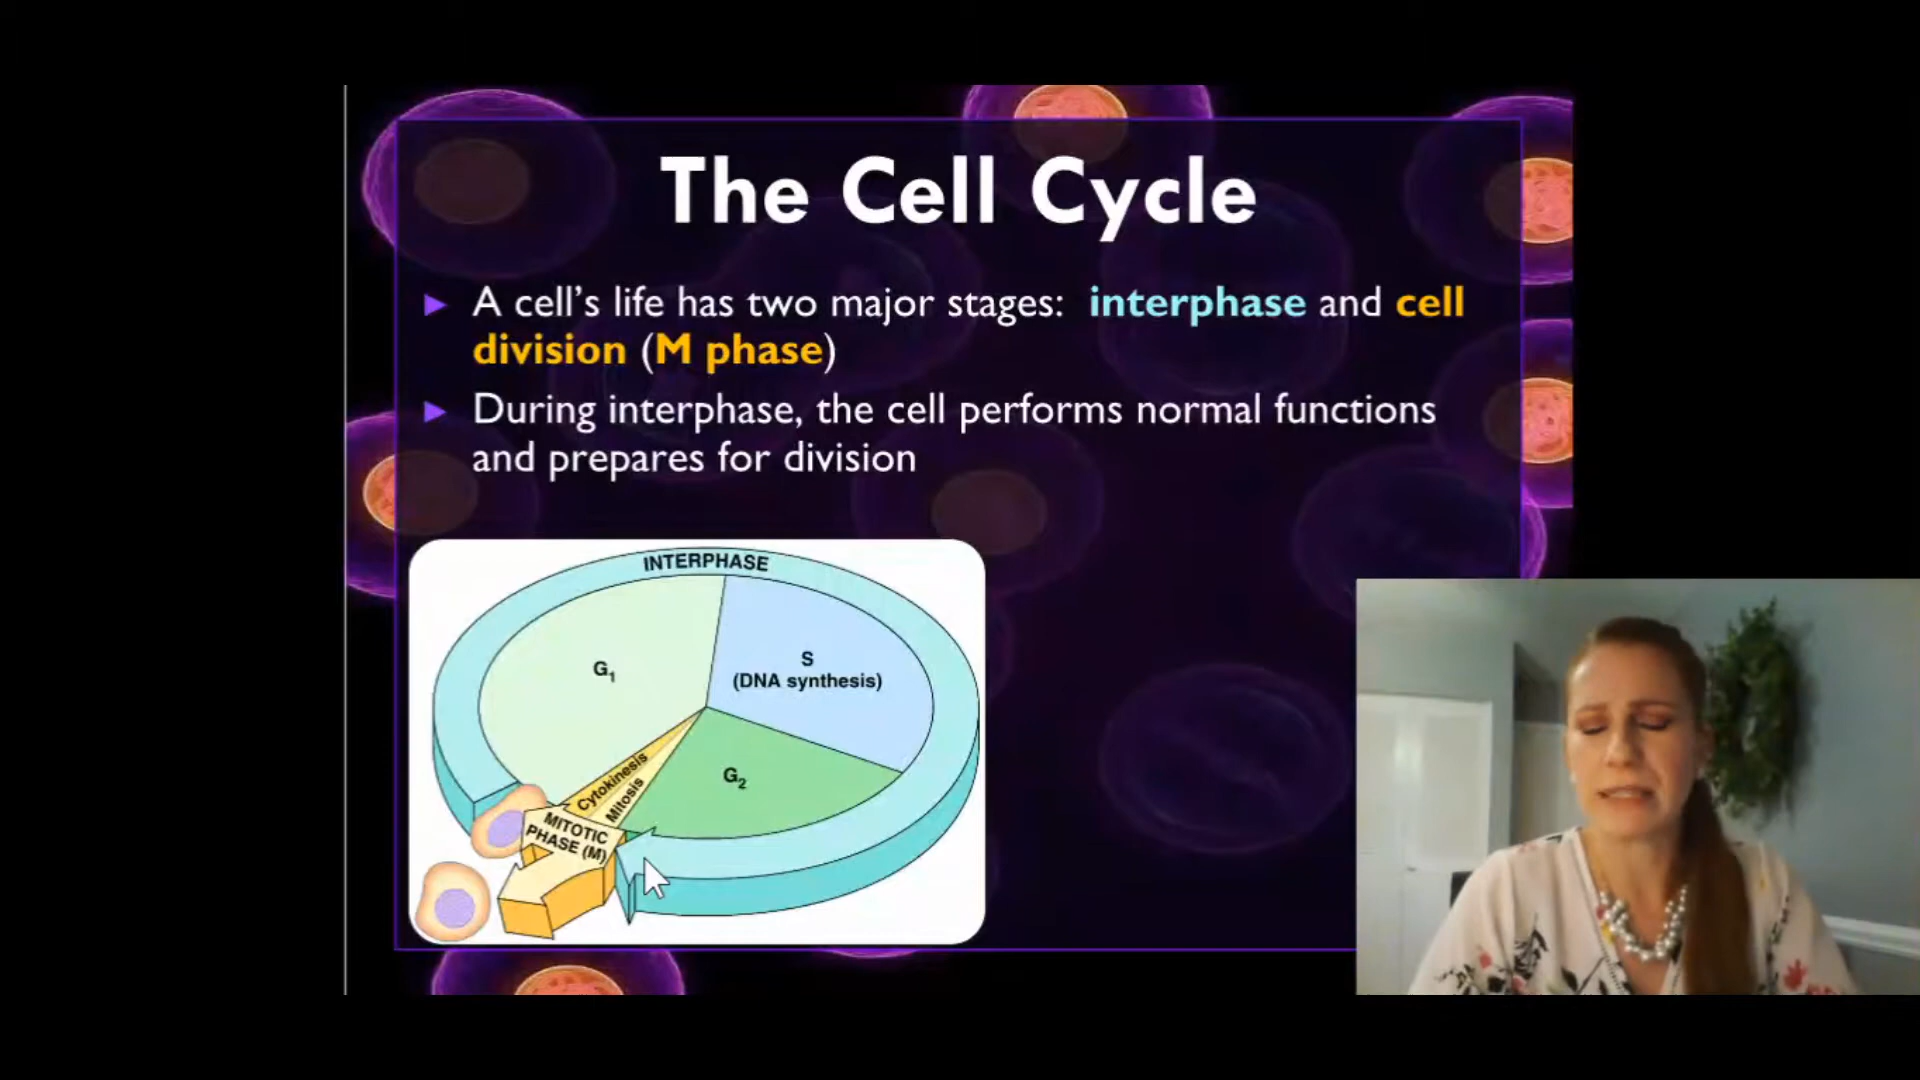 The Cell Cycle
A cell’s life has two major stages:  interphase and cell
division (M phase)
During interphase, the cell performs normal functions
and prepares for division
INTERPHASE
G₁
S
(DNA synthesis)
G₂
Cytokinesis
Mitosis
MITOTIC
PHASE (M)